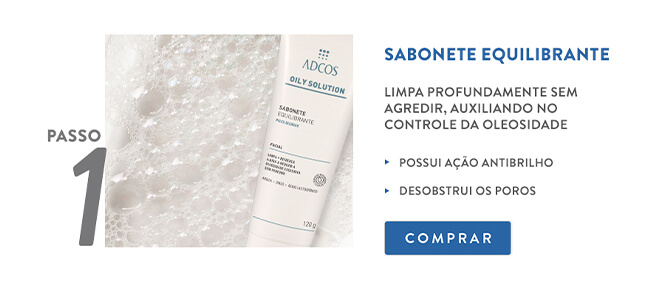 PASSO
1
ADCOS
OILY SOLUTION
SABONETE
EQUILIBRANTE
FACIAL
120 g
SABONETE EQUILIBRANTE
LIMPA PROFUNDAMENTE SEM
AGREDIR, AUXILIANDO NO
CONTROLE DA OLEOSIDADE
POSSUI AÇÃO ANTIBRILHO
DESOBSTRUI OS POROS
COMPRAR